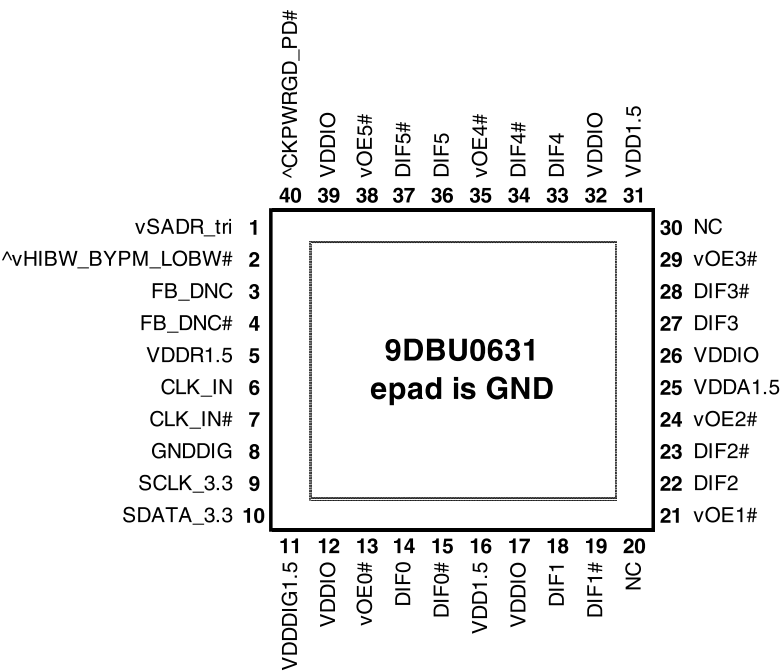 ^CKPWRGD_PD#
VDDIO
vOE5#
DIF5#
DIF5
vOE4#
DIF4#
DIF4
VDDIO
VDD1.5
40 39 38 37 36 35 34 33 32 31
vSADR_tri 1
^vHIBW_BYPM_LOBW# 2
FB_DNC 3
FB_DNC# 4
VDDR1.5 5
CLK_IN 6
CLK_IN# 7
GNDDIG 8
SCLK_3.3 9
SDATA_3.3 10
9DBU0631
epad is GND
30 NC
29 vOE3#
28 DIF3#
27 DIF3
26 VDDIO
25 VDDA1.5
24 vOE2#
23 DIF2#
22 DIF2
21 vOE1#
11 12 13 14 15 16 17 18 19 20
VDDDIG1.5
VDDIO
vOE0#
DIF0
DIF0#
VDD1.5
VDDIO
DIF1
DIF1#
NC